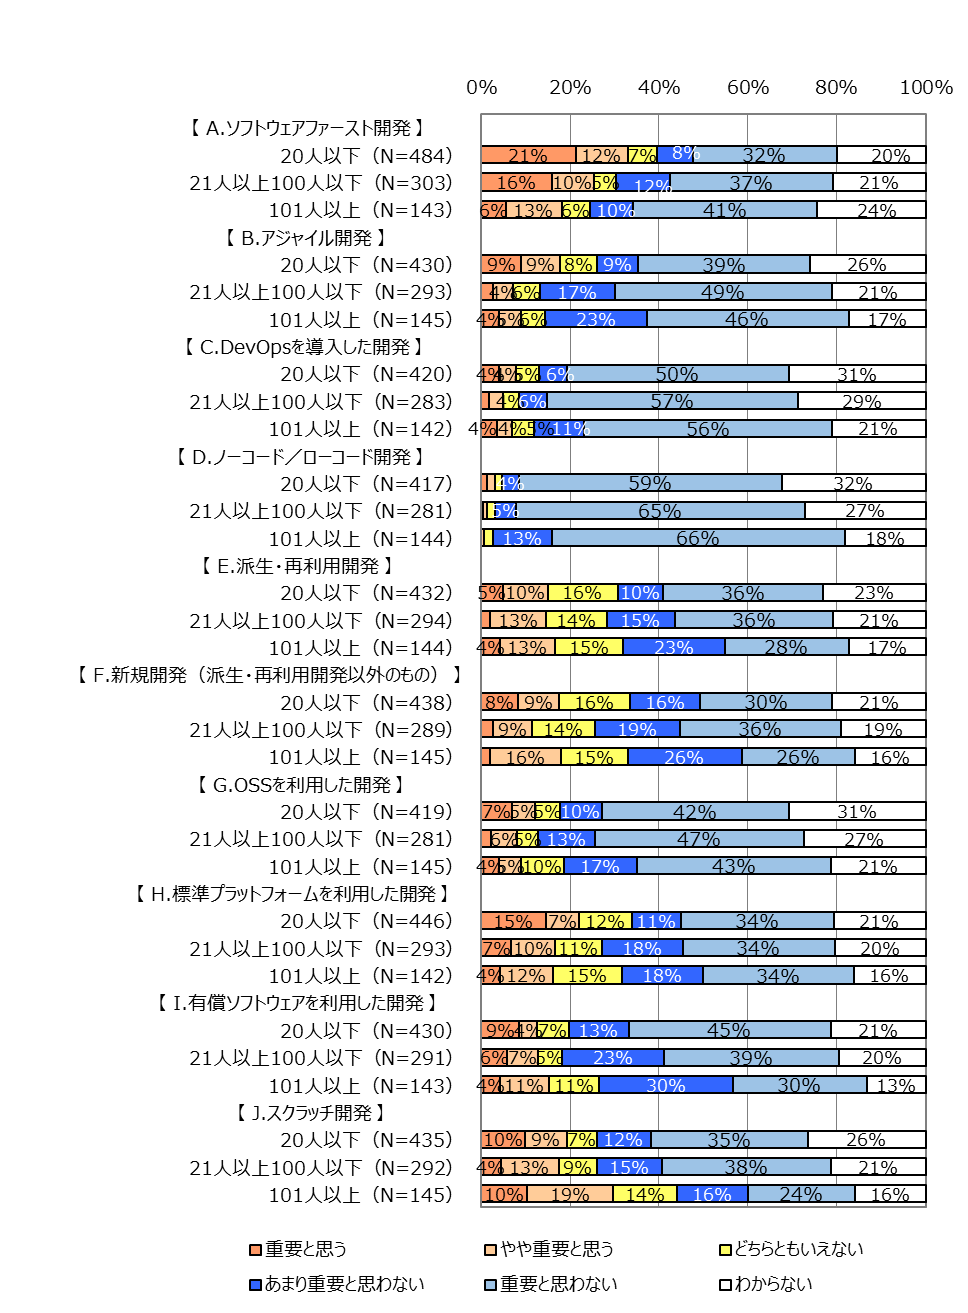 0% 20% 40% 60% 80% 100%
【 A.ソフトウェアファースト開発 】
20人以下（N=484） 21% 12% 7% 8% 32% 20%
21人以上100人以下（N=303） 16% 10% 5% 12% 37% 21%
101人以上（N=143） 6% 13% 6% 10% 41% 24%
【 B.アジャイル開発 】
20人以下（N=430） 9% 9% 8% 9% 39% 26%
21人以上100人以下（N=293） 4% 6% 17% 49% 21%
101人以上（N=145） 4% 5% 6% 23% 46% 17%
【 C.DevOpsを導入した開発 】
20人以下（N=420） 4% 4% 5% 6% 50% 31%
21人以上100人以下（N=283） 4% 6% 57% 29%
101人以上（N=142） 4% 4% 5% 11% 56% 21%
【 D.ノーコード／ローコード開発 】
20人以下（N=417） 4% 59% 32%
21人以上100人以下（N=281） 5% 65% 27%
101人以上（N=144） 13% 66% 18%
【 E.派生・再利用開発 】
20人以下（N=432） 5% 10% 16% 10% 36% 23%
21人以上100人以下（N=294） 13% 14% 15% 36% 21%
101人以上（N=144） 4% 13% 15% 23% 28% 17%
【 F.新規開発（派生・再利用開発以外のもの） 】
20人以下（N=438） 8% 9% 16% 16% 30% 21%
21人以上100人以下（N=289） 9% 14% 19% 36% 19%
101人以上（N=145） 16% 15% 26% 26% 16%
【 G.OSSを利用した開発 】
20人以下（N=419） 7% 5% 5% 10% 42% 31%
21人以上100人以下（N=281） 6% 5% 13% 47% 27%
101人以上（N=145） 4% 5% 10% 17% 43% 21%
【 H.標準プラットフォームを利用した開発 】
20人以下（N=446） 15% 7% 12% 11% 34% 21%
21人以上100人以下（N=293） 7% 10% 11% 18% 34% 20%
101人以上（N=142） 4% 12% 15% 18% 34% 16%
【 I.有償ソフトウェアを利用した開発 】
20人以下（N=430） 9% 4% 7% 13% 45% 21%
21人以上100人以下（N=291） 6% 7% 5% 23% 39% 20%
101人以上（N=143） 4% 11% 11% 30% 30% 13%
【 J.スクラッチ開発 】
20人以下（N=435） 10% 9% 7% 12% 35% 26%
21人以上100人以下（N=292） 4% 13% 9% 15% 38% 21%
101人以上（N=145） 10% 19% 14% 16% 24% 16%
重要と思う やや重要と思う どちらともいえない
あまり重要と思わない 重要と思わない わからない